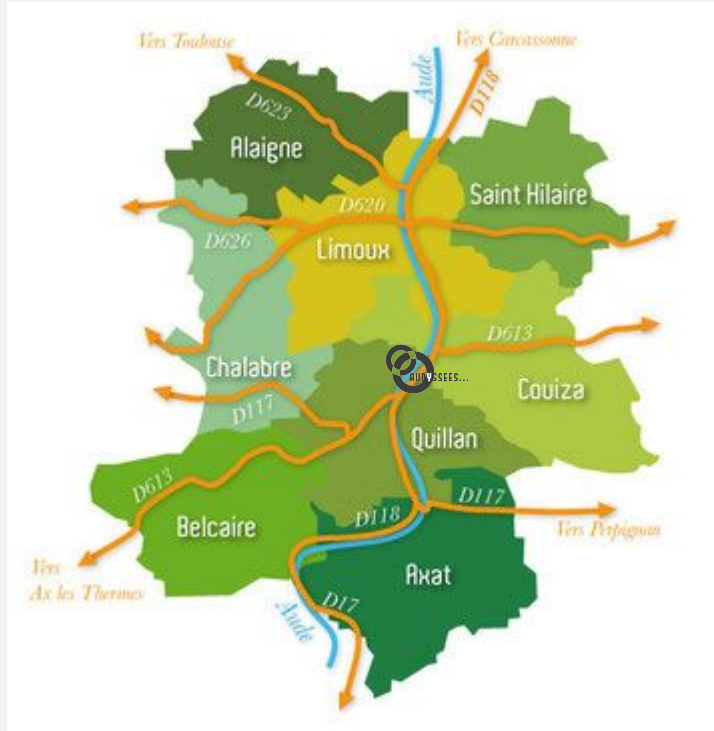 Vers Toulouse
Vers Carcassonne
Aude
D118
D623
Alaigne
Saint Hilaire
D620
D626
Limoux
D613
Chalabre
AUDYSSEES...
Couiza
D117
Quillan
D613
D117
D118
Belcaire
Vers Perpignan
Axat
Vers
Ax les Thermes
D17
Aude